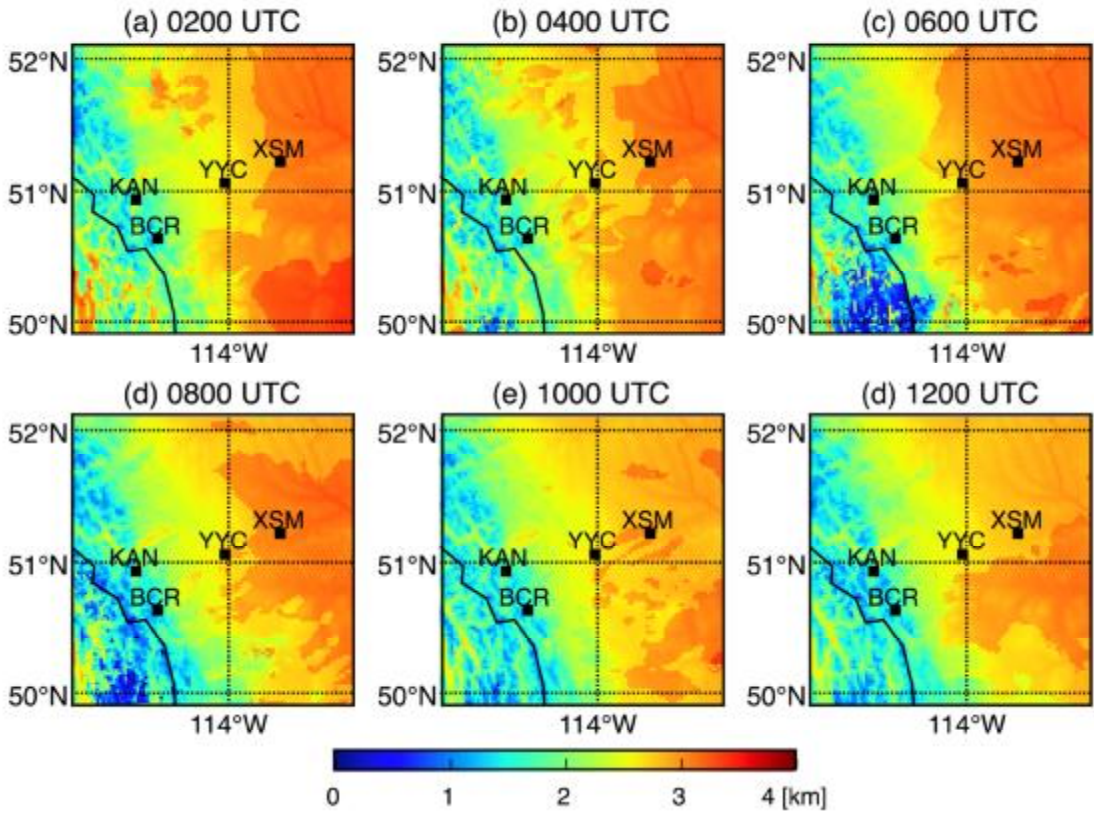 (a) 0200 UTC (b) 0400 UTC (c) 0600 UTC
52°N 52°N 52°N
XSM XSM XSM
YYC YYC YYC
51°N 51°N 51°N
KAN KAN KAN
BCR BCR BCR
50°N 50°N 50°N
114°W 114°W 114°W
(d) 0800 UTC (e) 1000 UTC (d) 1200 UTC
52°N 52°N 52°N
XSM XSM XSM
YYC YYC YYC
51°N 51°N 51°N
KAN KAN KAN
BCR BCR BCR
50°N 50°N 50°N
114°W 114°W 114°W
0 1 2 3 4 [km]